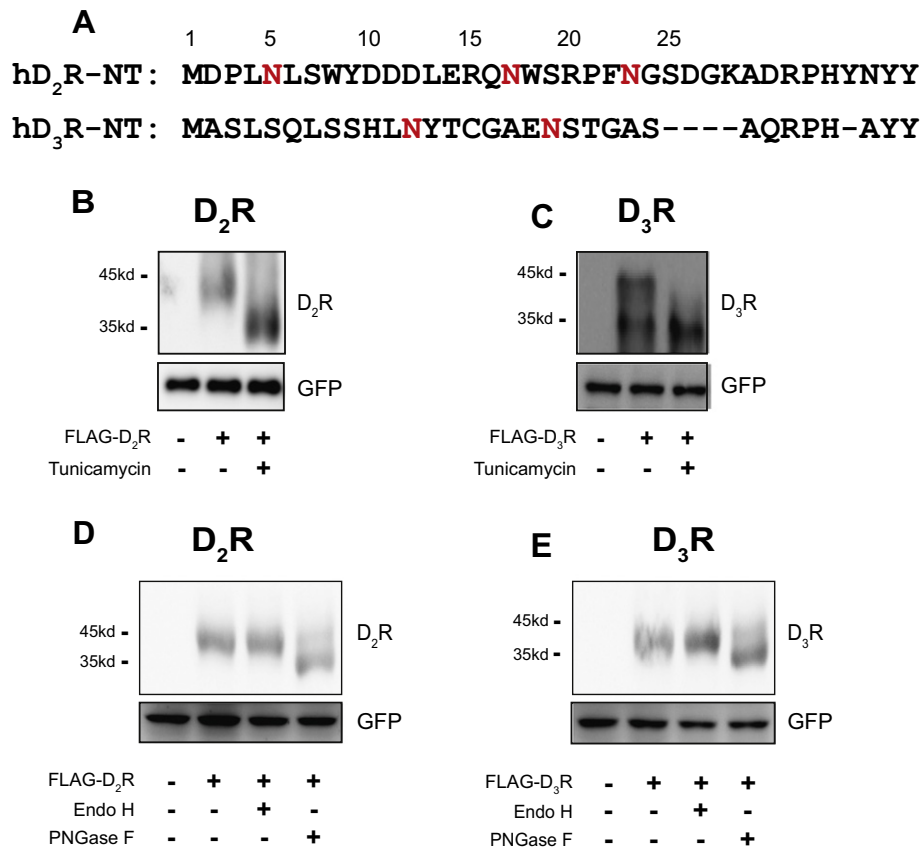 A
1 5 10 15 20 25
hD2R-NT: MDPLNLSWYDDDLERQNWSRPFNGSDGKADRPHYNYY
hD3R-NT: MASLSQLSSHLNYTCGAENSTGAS----AQRPH-AYY
B
D2R
45kd -
35kd -
D2R
GFP
FLAG-D2R - + +
Tunicamycin - - +
C
D3R
45kd -
35kd -
D3R
GFP
FLAG-D3R - + +
Tunicamycin - - +
D
D2R
45kd -
35kd -
D2R
GFP
FLAG-D2R - + + +
Endo H - - + -
PNGase F - - - +
E
D3R
45kd -
35kd -
D3R
GFP
FLAG-D3R - + + +
Endo H - - + -
PNGase F - - - +